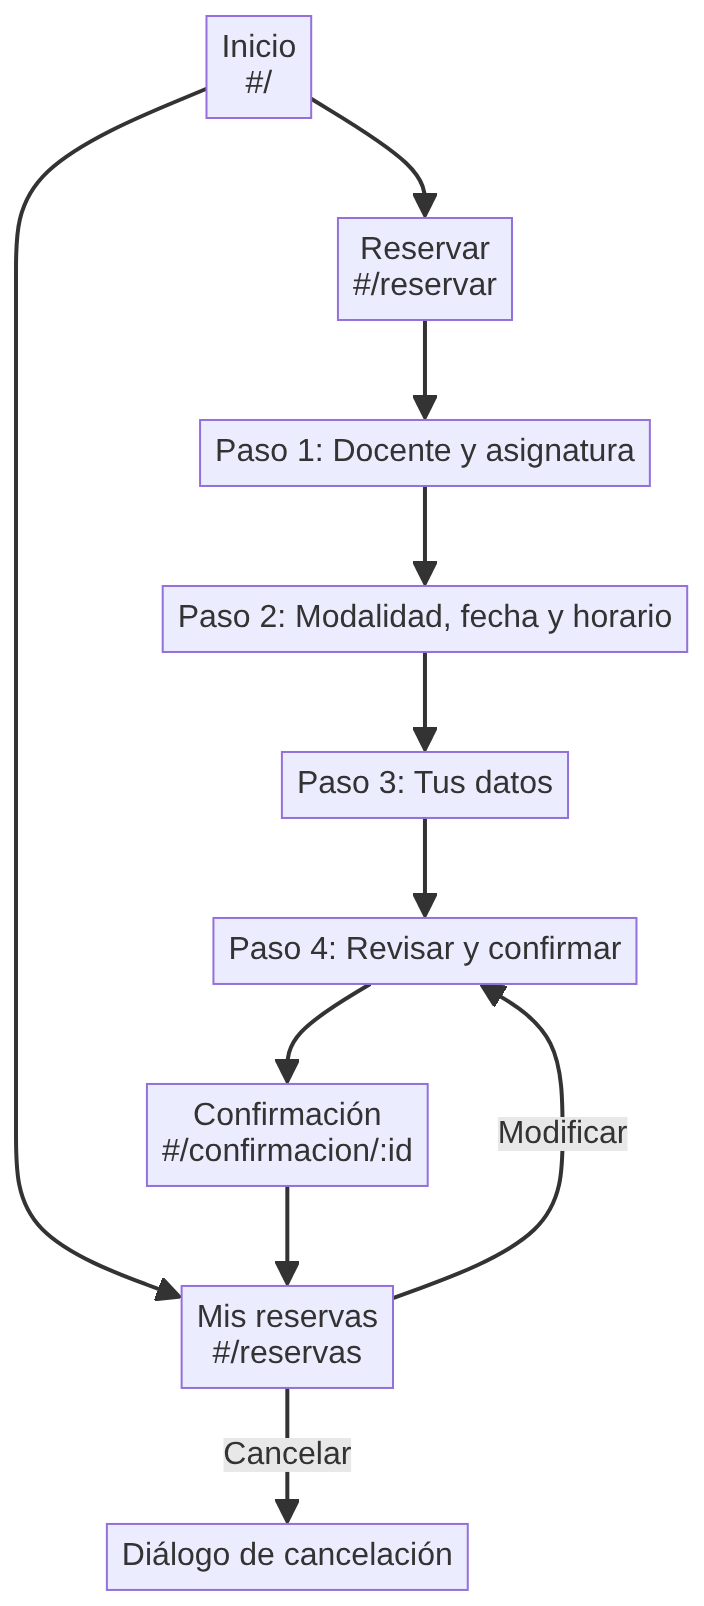 Inicio
#/
Reservar
#/reservar
Paso 1: Docente y asignatura
Paso 2: Modalidad, fecha y horario
Paso 3: Tus datos
Paso 4: Revisar y confirmar
Confirmación
#/confirmacion/:id
Modificar
Mis reservas
#/reservas
Cancelar
Diálogo de cancelación